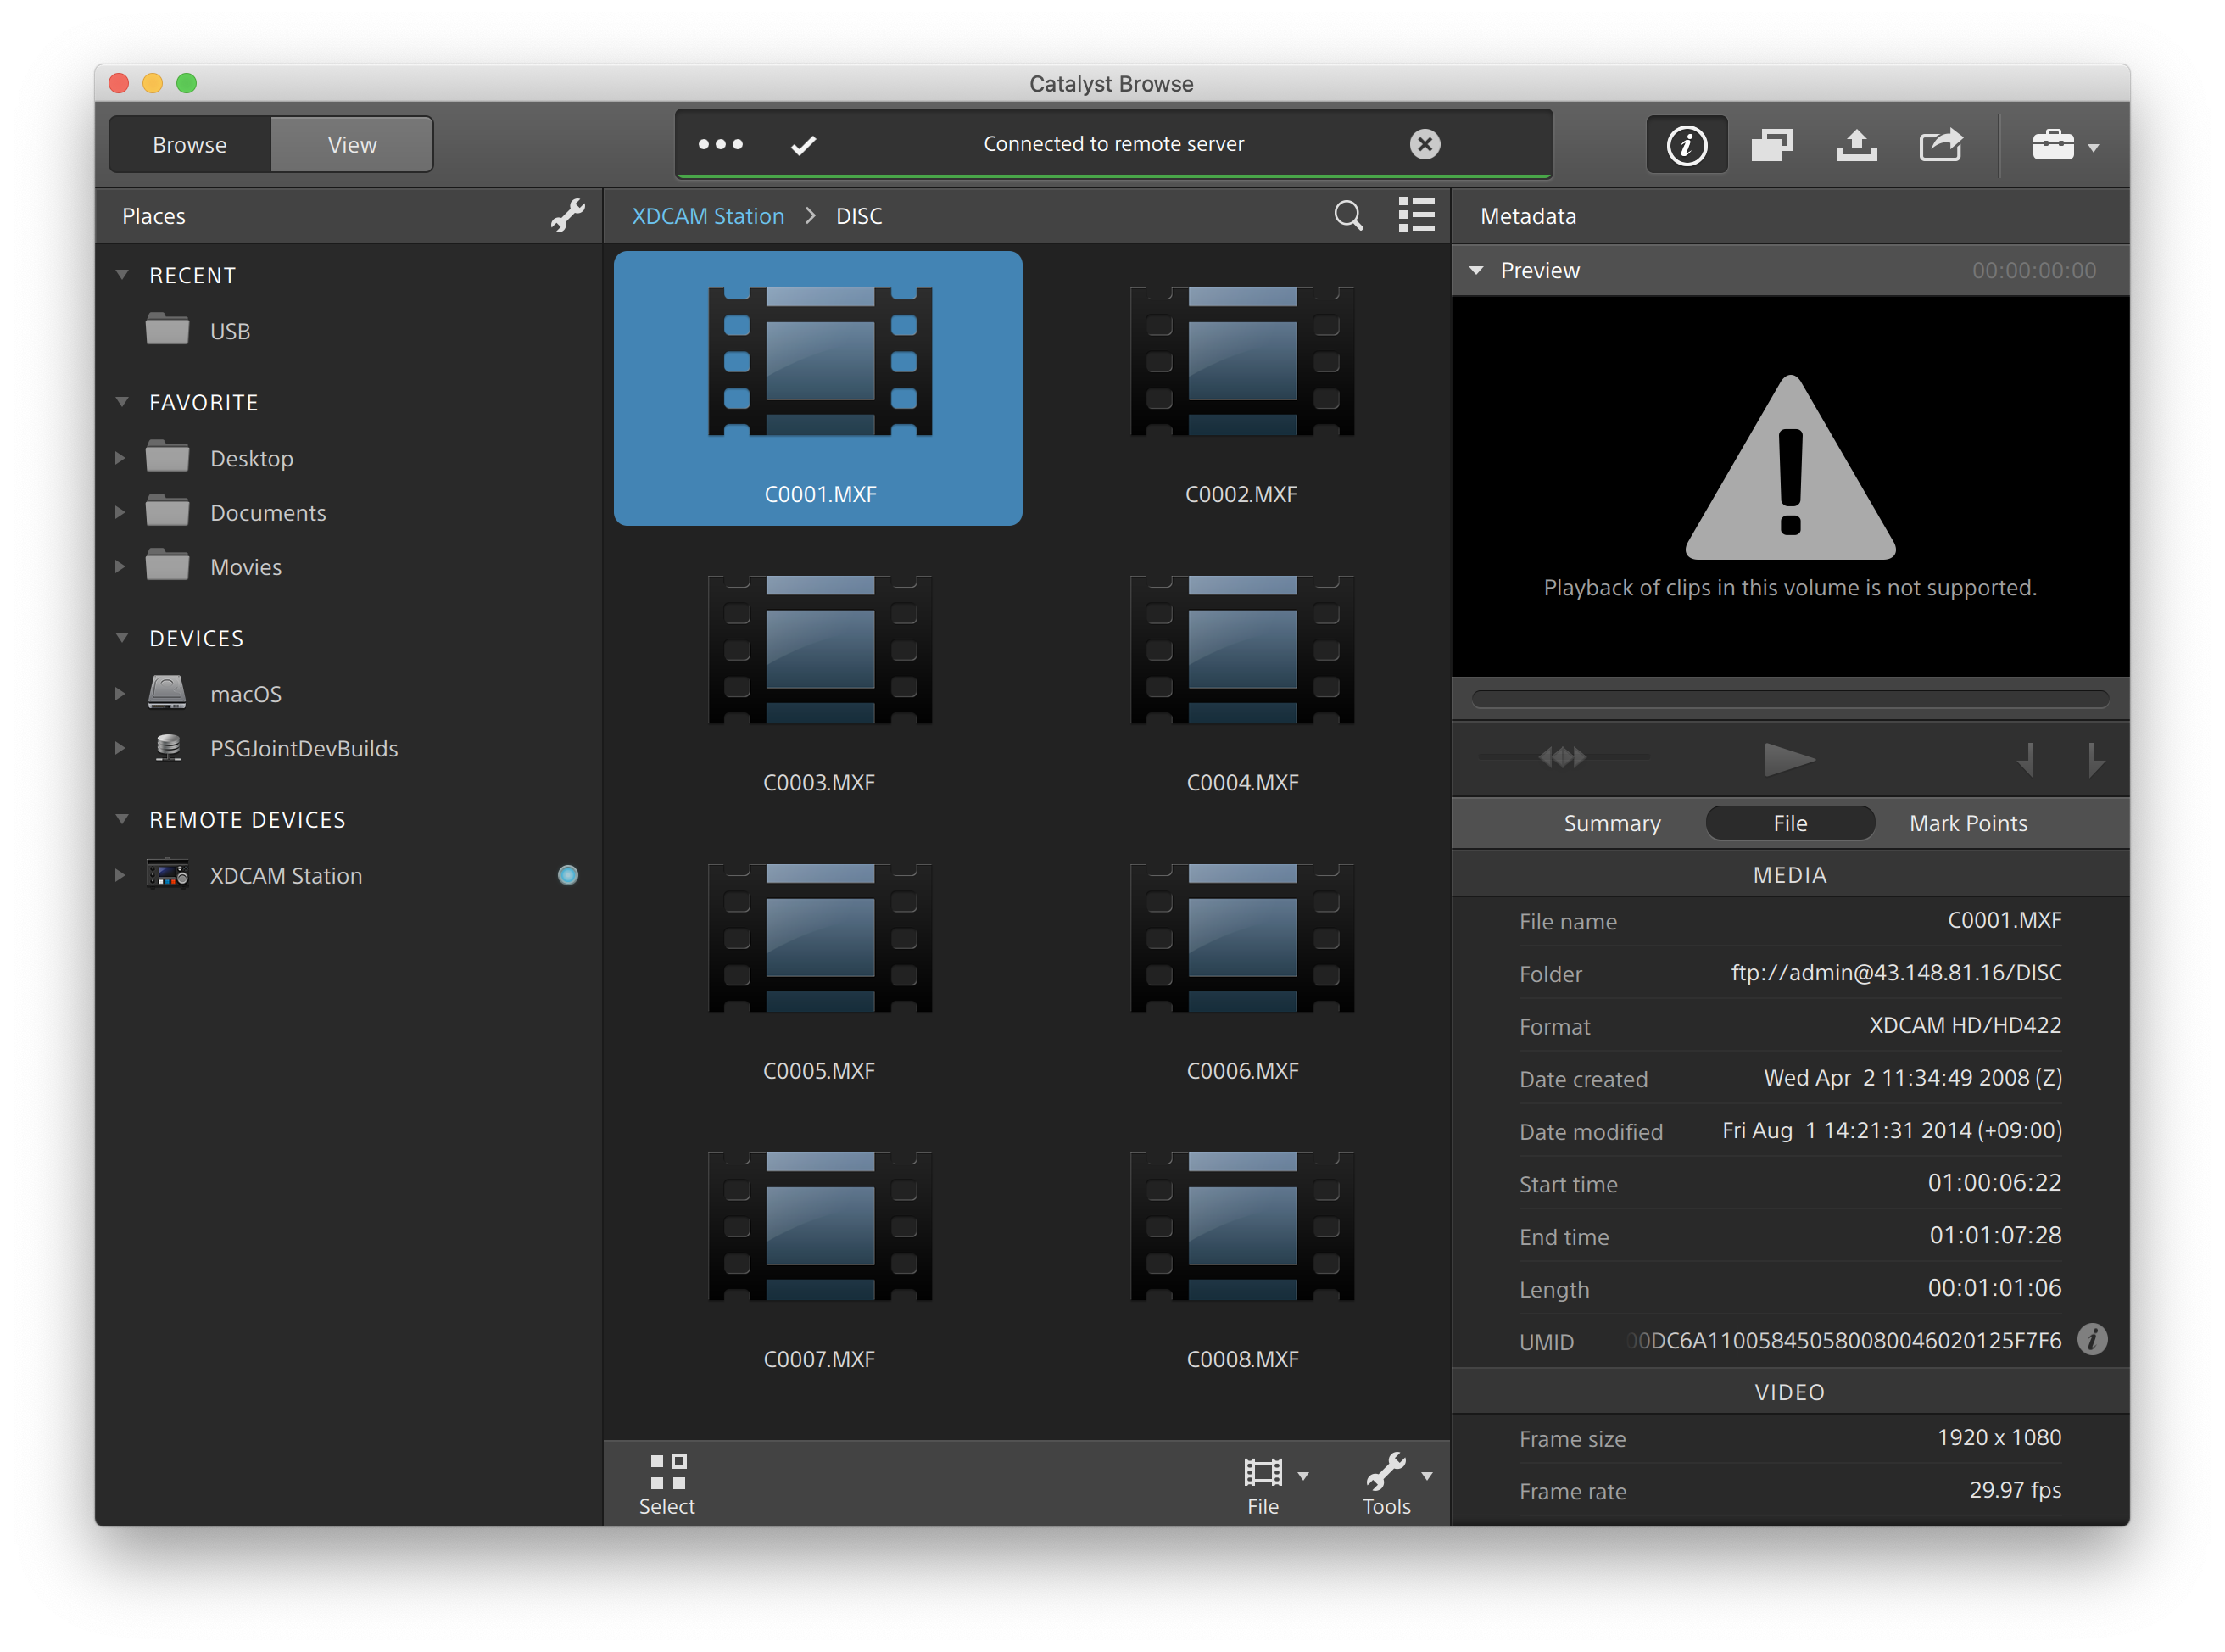 Catalyst Browse
Browse
View
Connected to remote server
Places
XDCAM Station > DISC
Metadata
RECENT
USB
FAVORITE
Desktop
Documents
Movies
DEVICES
macOS
PSGJointDevBuilds
REMOTE DEVICES
XDCAM Station
C0001.MXF
C0002.MXF
C0003.MXF
C0004.MXF
C0005.MXF
C0006.MXF
C0007.MXF
C0008.MXF
Select
File
Tools
Preview 00:00:00:00
Playback of clips in this volume is not supported.
Summary
File
Mark Points
MEDIA
File name C0001.MXF
Folder ftp://admin@43.148.81.16/DISC
Format XDCAM HD/HD422
Date created Wed Apr 2 11:34:49 2008 (Z)
Date modified Fri Aug 1 14:21:31 2014 (+09:00)
Start time 01:00:06:22
End time 01:01:07:28
Length 00:01:01:06
UMID 00DC6A110058450580080046020125F7F6
VIDEO
Frame size 1920 x 1080
Frame rate 29.97 fps